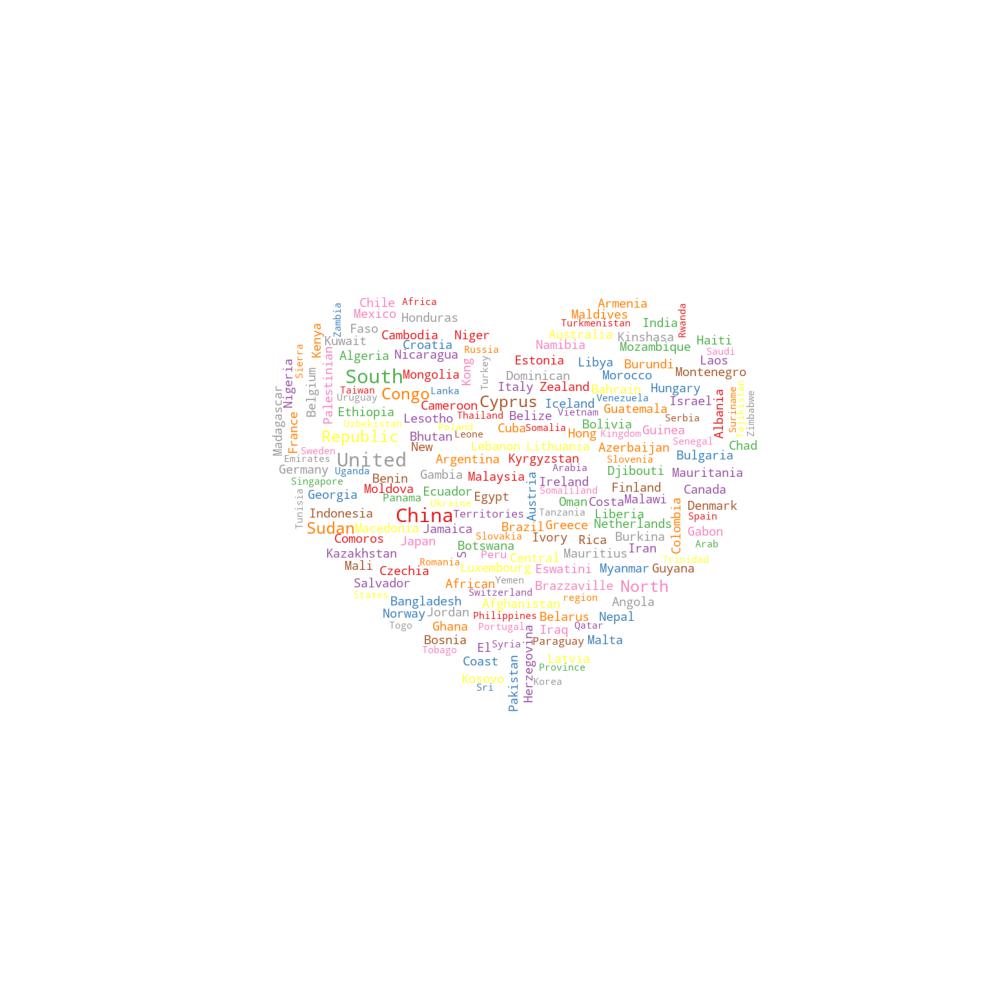 Chile
Africa
Armenia
Mexico
Honduras
Maldives
Zambia
Turkmenistan
India
Rwanda
Kenya
Faso
Kuwait
Cambodia
Niger
Australia
Kinshasa
Haiti
Croatia
Namibia
Mozambique
Saudi
Sierra
Palestinian
Algeria
Nicaragua
Russia
Estonia
Libya
Burundi
Laos
Nigeria
Belgium
South
Mongolia
Kong
Turkey
Dominican
Morocco
Montenegro
Madagascar
Taiwan
Uruguay
Congo
Lanka
Italy
Zealand
Bahrain
Hungary
Cyprus
Iceland
Venezuela
Israel
Albania
Suriname
Zimbabwe
Cameroon
Ethiopia
Lesotho
Thailand
Belize
Vietnam
Guatemala
Serbia
France
Uzbekistan
Poland
Cuba
Somalia
Bolivia
Republic
Bhutan
Leone
Hong
Kingdom
Guinea
Senegal
Chad
Sweden
New
Lebanon
Lithuania
Azerbaijan
Bulgaria
Emirates
United
Argentina
Kyrgyzstan
Slovenia
Germany
Uganda
Arabia
Djibouti
Mauritania
Singapore
Benin
Gambia
Malaysia
Austria
Ireland
Finland
Canada
Tunisia
Georgia
Moldova
Panama
Ecuador
Egypt
Somaliland
Oman
Costa
Malawi
Denmark
Ukraine
Indonesia
China
Territories
Tanzania
Liberia
Colombia
Spain
Sudan
Macedonia
Jamaica
Brazil
Greece
Netherlands
Gabon
Comoros
Japan
Slovakia
Ivory
Rica
Burkina
Arab
Botswana
Kazakhstan
S
Peru
Central
Mauritius
Iran
Trinidad
Mali
Czechia
Romania
Luxembourg
Eswatini
Myanmar
Guyana
Salvador
African
Yemen
Brazzaville
North
States
Switzerland
Bangladesh
Afghanistan
region
Angola
Norway
Jordan
Philippines
Belarus
Nepal
Togo
Ghana
Portugal
Iraq
Qatar
Bosnia
El
Syria
Herzegovina
Paraguay
Malta
Tobago
Coast
Pakistan
Latvia
Province
Kosovo
Sri
Korea